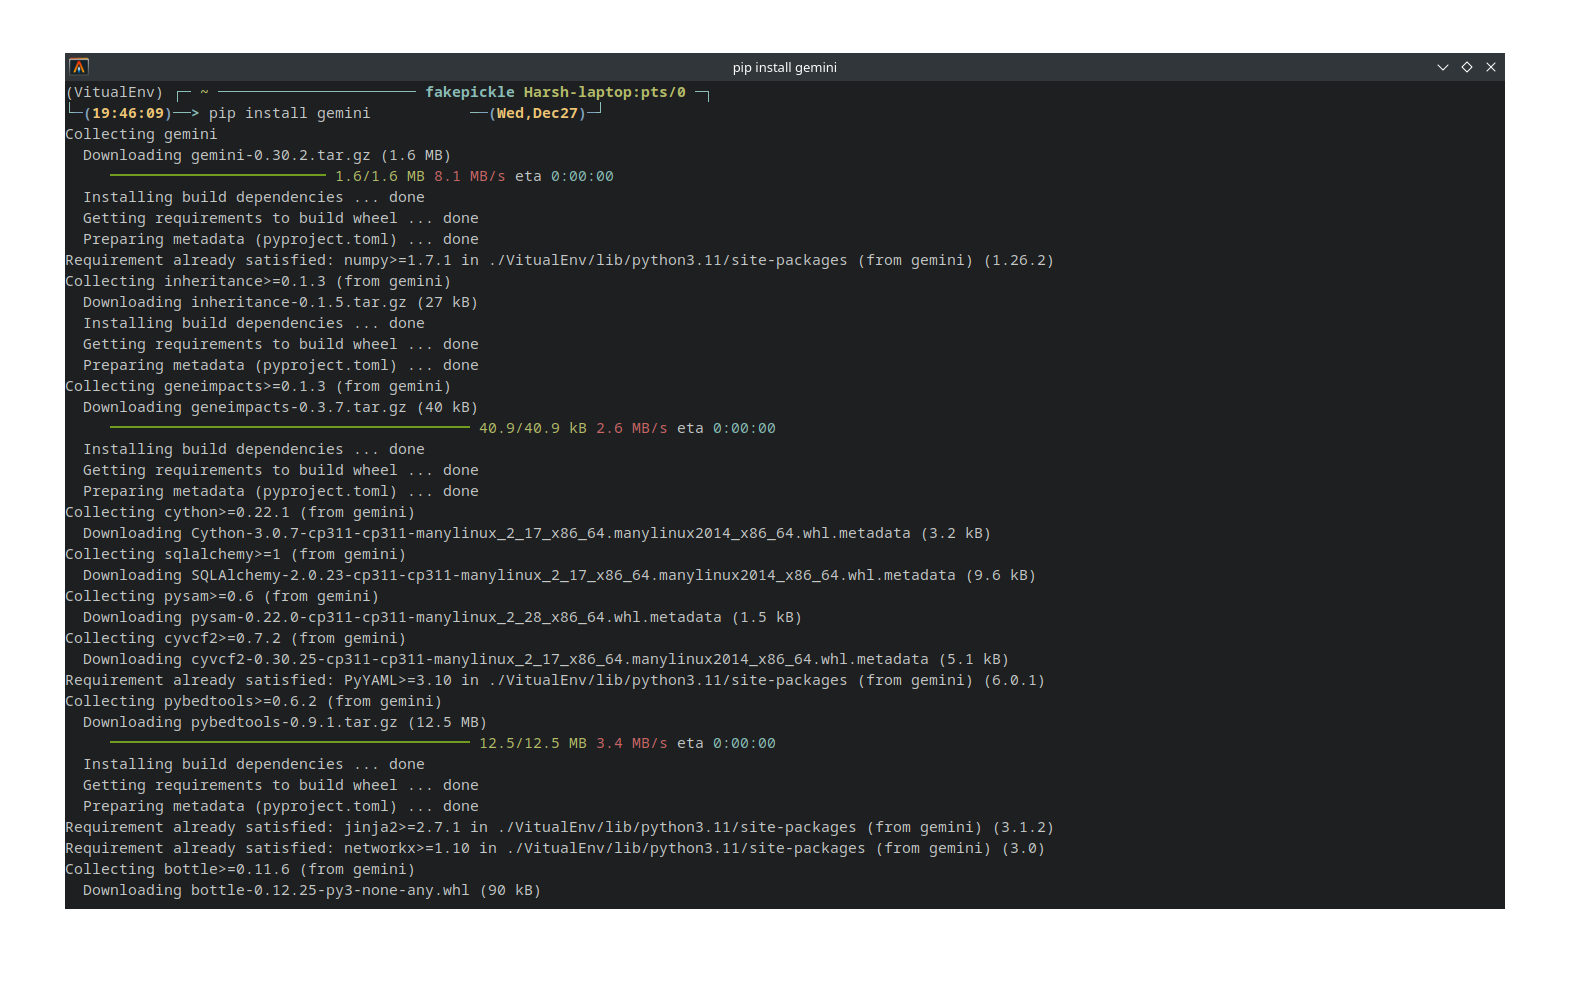 pip install gemini
(VitualEnv) ┌─ ~ ────────────────────── fakepickle Harsh-laptop:pts/0 ─┐
└─(19:46:09)──> pip install gemini ──(Wed,Dec27)─┘
Collecting gemini
  Downloading gemini-0.30.2.tar.gz (1.6 MB)
     ━━━━━━━━━━━━━━━━━━━━━━━━ 1.6/1.6 MB 8.1 MB/s eta 0:00:00
  Installing build dependencies ... done
  Getting requirements to build wheel ... done
  Preparing metadata (pyproject.toml) ... done
Requirement already satisfied: numpy>=1.7.1 in ./VitualEnv/lib/python3.11/site-packages (from gemini) (1.26.2)
Collecting inheritance>=0.1.3 (from gemini)
  Downloading inheritance-0.1.5.tar.gz (27 kB)
  Installing build dependencies ... done
  Getting requirements to build wheel ... done
  Preparing metadata (pyproject.toml) ... done
Collecting geneimpacts>=0.1.3 (from gemini)
  Downloading geneimpacts-0.3.7.tar.gz (40 kB)
     ━━━━━━━━━━━━━━━━━━━━━━━━━━━━━━━━━━━━━━━━ 40.9/40.9 kB 2.6 MB/s eta 0:00:00
  Installing build dependencies ... done
  Getting requirements to build wheel ... done
  Preparing metadata (pyproject.toml) ... done
Collecting cython>=0.22.1 (from gemini)
  Downloading Cython-3.0.7-cp311-cp311-manylinux_2_17_x86_64.manylinux2014_x86_64.whl.metadata (3.2 kB)
Collecting sqlalchemy>=1 (from gemini)
  Downloading SQLAlchemy-2.0.23-cp311-cp311-manylinux_2_17_x86_64.manylinux2014_x86_64.whl.metadata (9.6 kB)
Collecting pysam>=0.6 (from gemini)
  Downloading pysam-0.22.0-cp311-cp311-manylinux_2_28_x86_64.whl.metadata (1.5 kB)
Collecting cyvcf2>=0.7.2 (from gemini)
  Downloading cyvcf2-0.30.25-cp311-cp311-manylinux_2_17_x86_64.manylinux2014_x86_64.whl.metadata (5.1 kB)
Requirement already satisfied: PyYAML>=3.10 in ./VitualEnv/lib/python3.11/site-packages (from gemini) (6.0.1)
Collecting pybedtools>=0.6.2 (from gemini)
  Downloading pybedtools-0.9.1.tar.gz (12.5 MB)
     ━━━━━━━━━━━━━━━━━━━━━━━━━━━━━━━━━━━━━━━━ 12.5/12.5 MB 3.4 MB/s eta 0:00:00
  Installing build dependencies ... done
  Getting requirements to build wheel ... done
  Preparing metadata (pyproject.toml) ... done
Requirement already satisfied: jinja2>=2.7.1 in ./VitualEnv/lib/python3.11/site-packages (from gemini) (3.1.2)
Requirement already satisfied: networkx>=1.10 in ./VitualEnv/lib/python3.11/site-packages (from gemini) (3.0)
Collecting bottle>=0.11.6 (from gemini)
  Downloading bottle-0.12.25-py3-none-any.whl (90 kB)